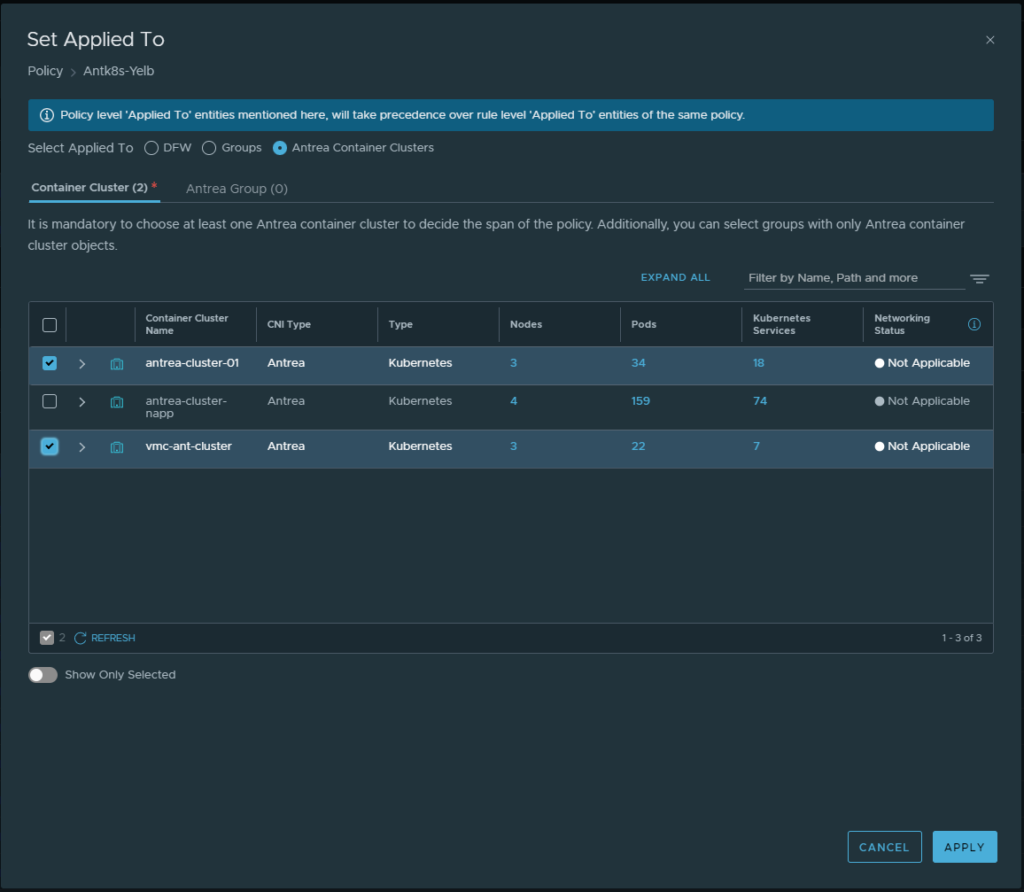 Set Applied To
Policy > Antk8s-Yelb
Policy level 'Applied To' entities mentioned here, will take precedence over rule level 'Applied To' entities of the same policy.
Select Applied To DFW Groups Antrea Container Clusters
Container Cluster (2) * Antrea Group (0)
It is mandatory to choose at least one Antrea container cluster to decide the span of the policy. Additionally, you can select groups with only Antrea container
cluster objects.
EXPAND ALL Filter by Name, Path and more
Container Cluster Name CNI Type Type Nodes Pods Kubernetes Services Networking Status
antrea-cluster-01 Antrea Kubernetes 3 34 18 Not Applicable
antrea-cluster-napp Antrea Kubernetes 4 159 74 Not Applicable
vmc-ant-cluster Antrea Kubernetes 3 22 7 Not Applicable
2 REFRESH 1 - 3 of 3
Show Only Selected
CANCEL APPLY